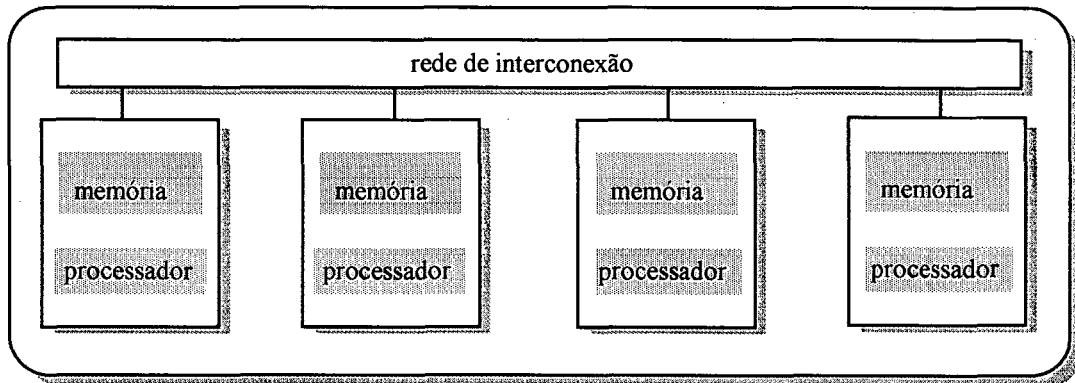 rede de interconexão
memória memória memória memória
processador processador processador processador